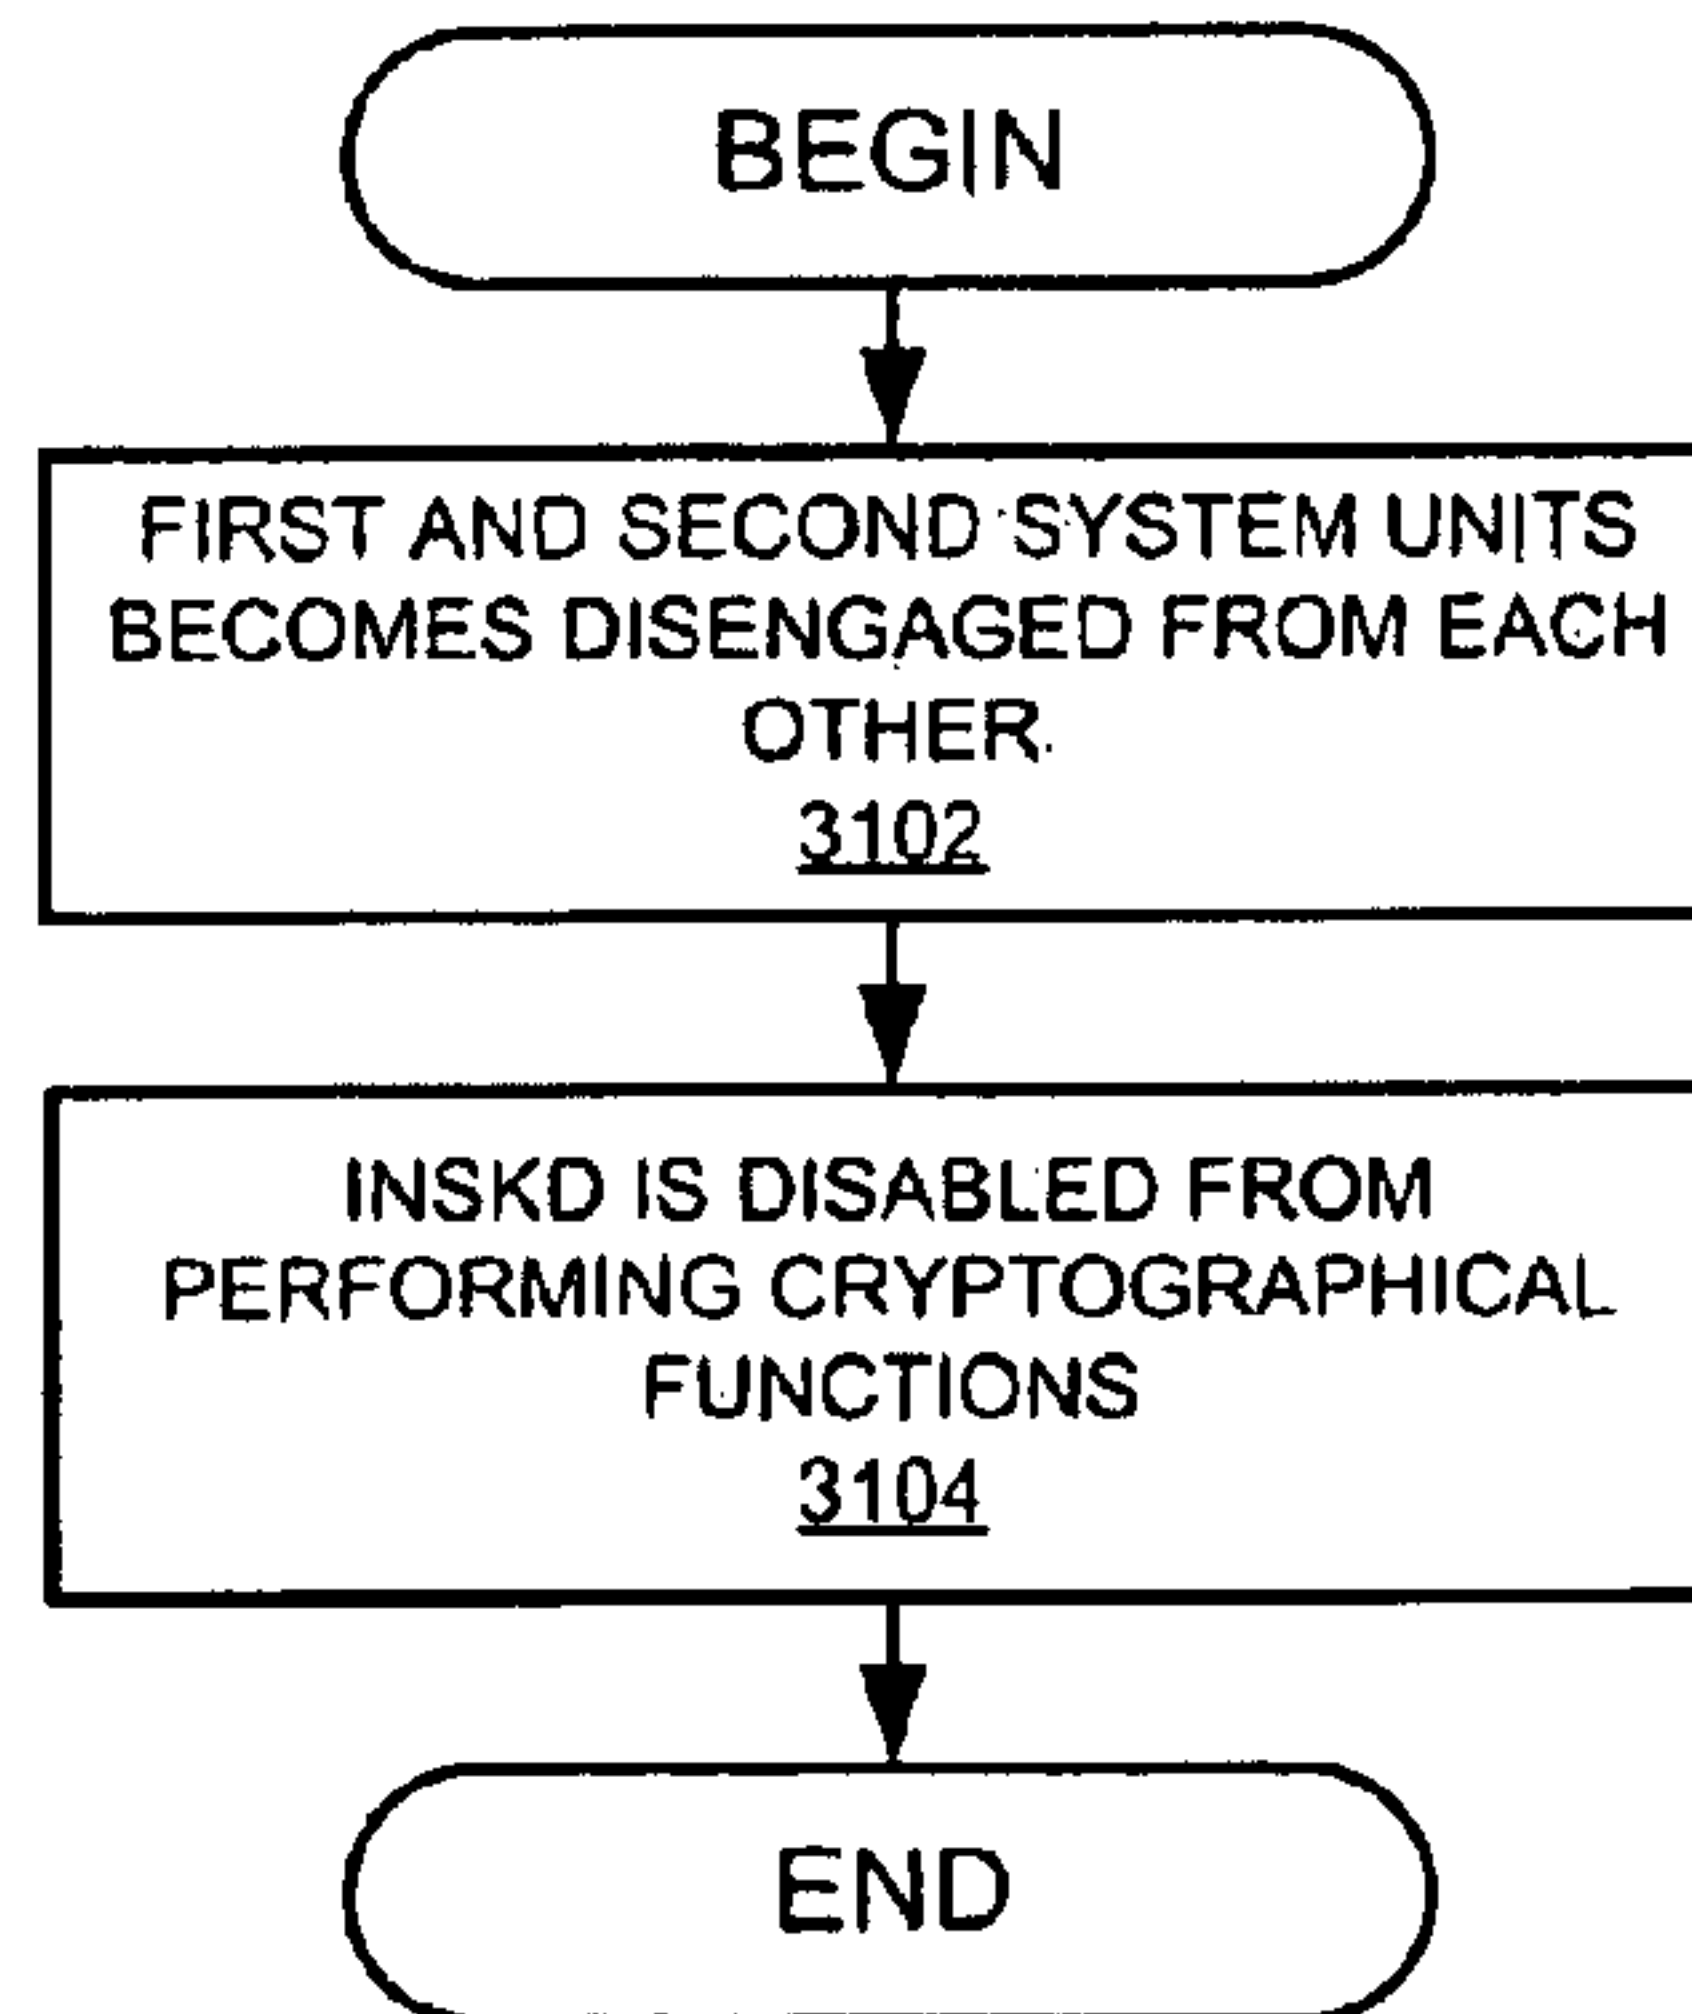 BEGIN
FIRST AND SECOND SYSTEM UNITS
BECOMES DISENGAGED FROM EACH
OTHER.
3102
INSKD IS DISABLED FROM
PERFORMING CRYPTOGRAPHICAL
FUNCTIONS
3104
END